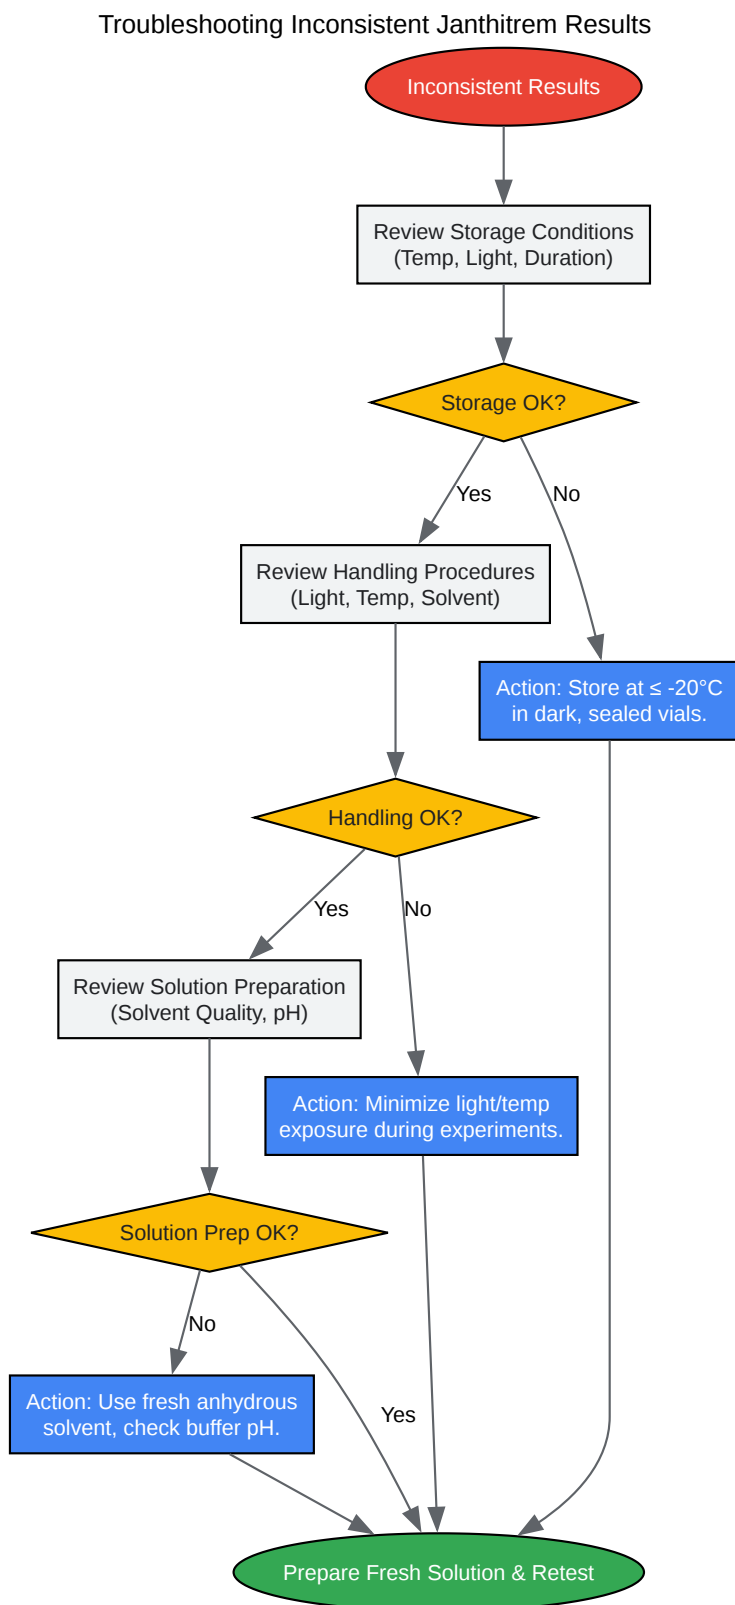 Troubleshooting Inconsistent Janthitrem Results
Inconsistent Results
Review Storage Conditions
(Temp, Light, Duration)
Storage OK?
Yes
No
Review Handling Procedures
(Light, Temp, Solvent)
Action: Store at ≤ -20°C
in dark, sealed vials.
Handling OK?
Yes
No
Review Solution Preparation
(Solvent Quality, pH)
Action: Minimize light/temp
exposure during experiments.
Solution Prep OK?
No
Yes
Action: Use fresh anhydrous
solvent, check buffer pH.
Prepare Fresh Solution & Retest